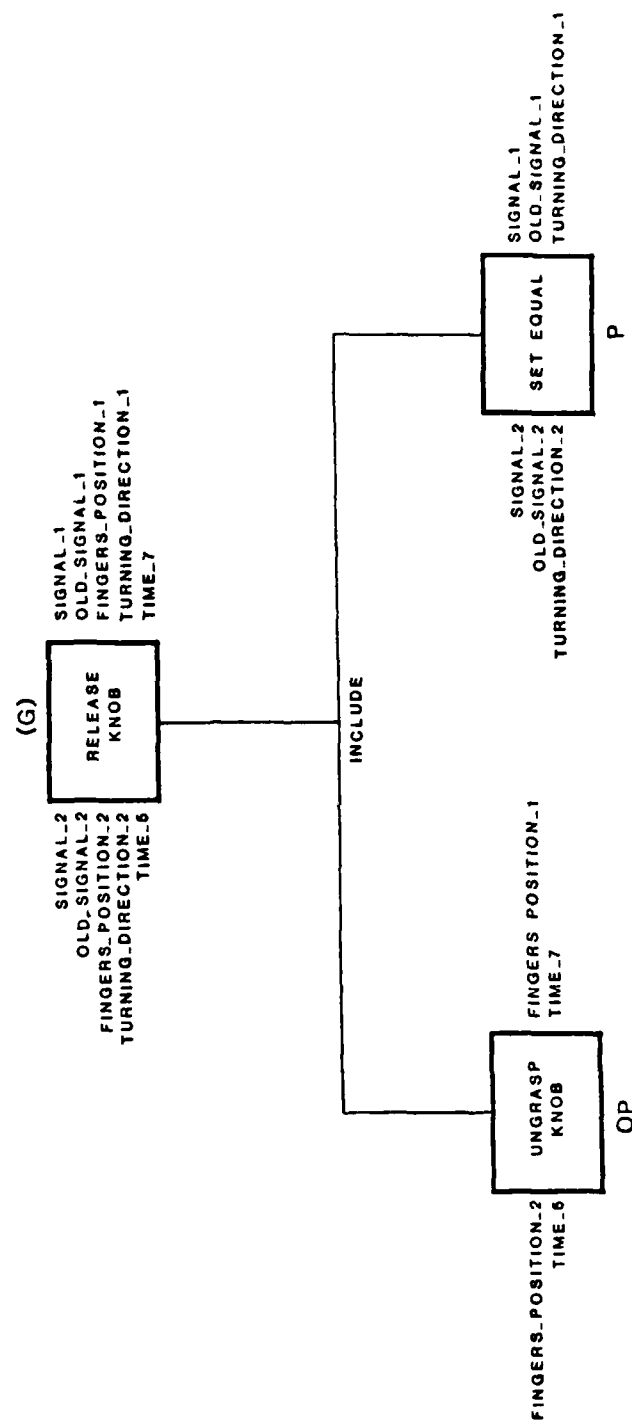 (G)
SIGNAL_2
OLD_SIGNAL_2
FINGERS_POSITION_2
TURNING_DIRECTION_2
TIME_6
RELEASE
KNOB
SIGNAL_1
OLD_SIGNAL_1
FINGERS_POSITION_1
TURNING_DIRECTION_1
TIME_7
INCLUDE
FINGERS_POSITION_2
TIME_6
UNGRASP
KNOB
FINGERS POSITION_1
TIME_7
OP
SIGNAL_2
OLD_SIGNAL_2
TURNING_DIRECTION_2
SET EQUAL
SIGNAL_1
OLD_SIGNAL_1
TURNING_DIRECTION_1
P